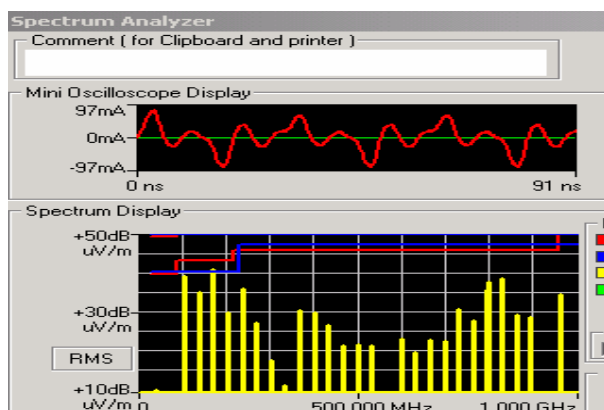 Spectrum Analyzer
Comment ( for Clipboard and printer )
Mini Oscilloscope Display
97mA
0mA
-97mA
0 ns
91 ns
Spectrum Display
+50dB
uV/m
+30dB
uV/m
RMS
+10dB
uV/m
0
500.000 MHz
1.000 GHz